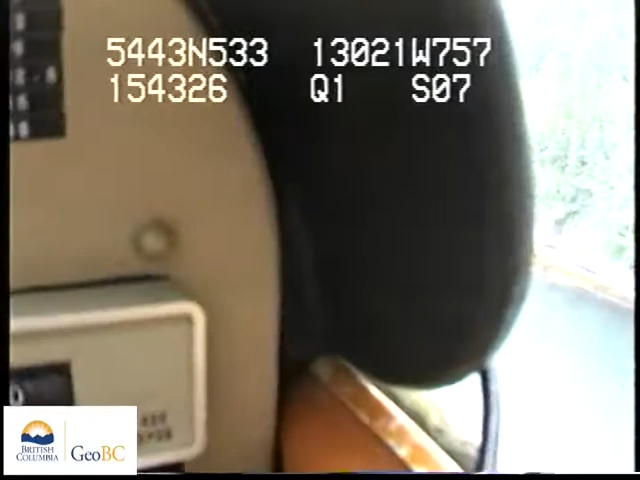 5443N533 13021W757
154326 Q1 S07
BRITISH
COLUMBIA
GeoBC